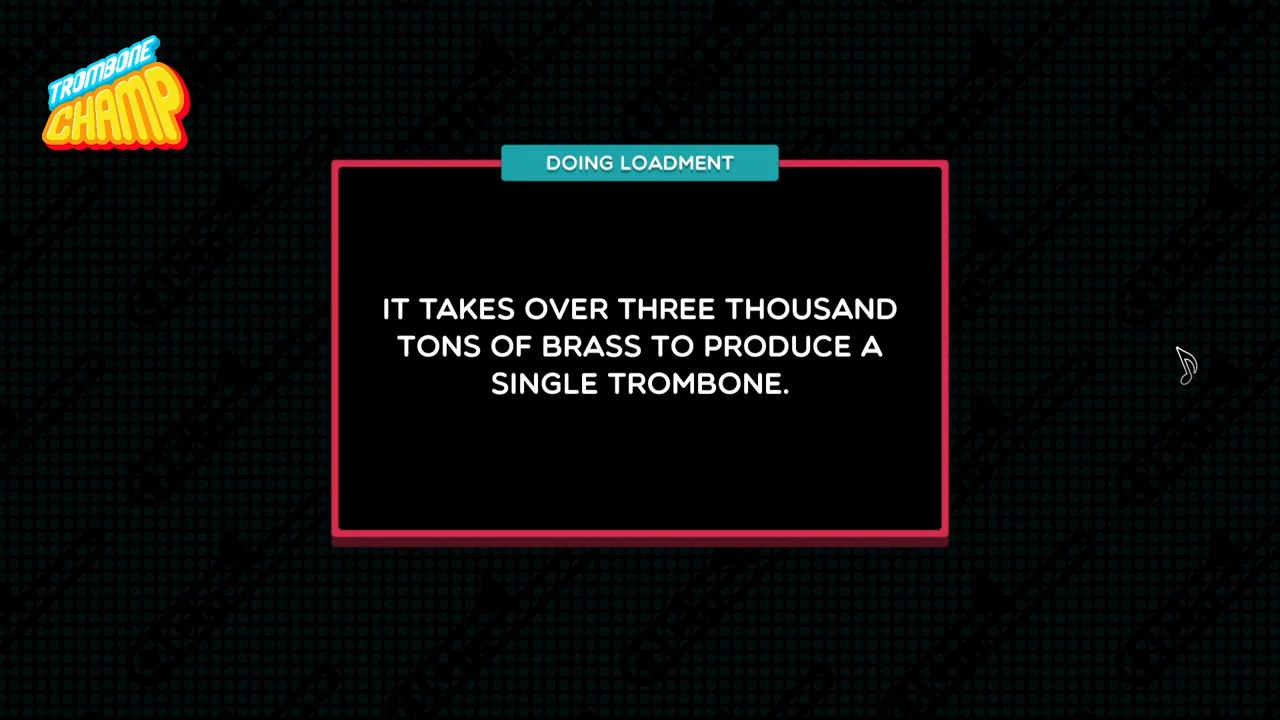 TROMBONE
CHAMP
DOING LOADMENT
IT TAKES OVER THREE THOUSAND
TONS OF BRASS TO PRODUCE A
SINGLE TROMBONE.